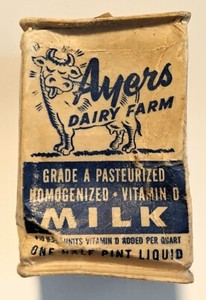 Ayers
DAIRY FARM
GRADE A PASTEURIZED
HOMOGENIZED · VITAMIN D
MILK
UNITS VITAMIN D ADDED PER QUART
ONE HALF PINT LIQUID